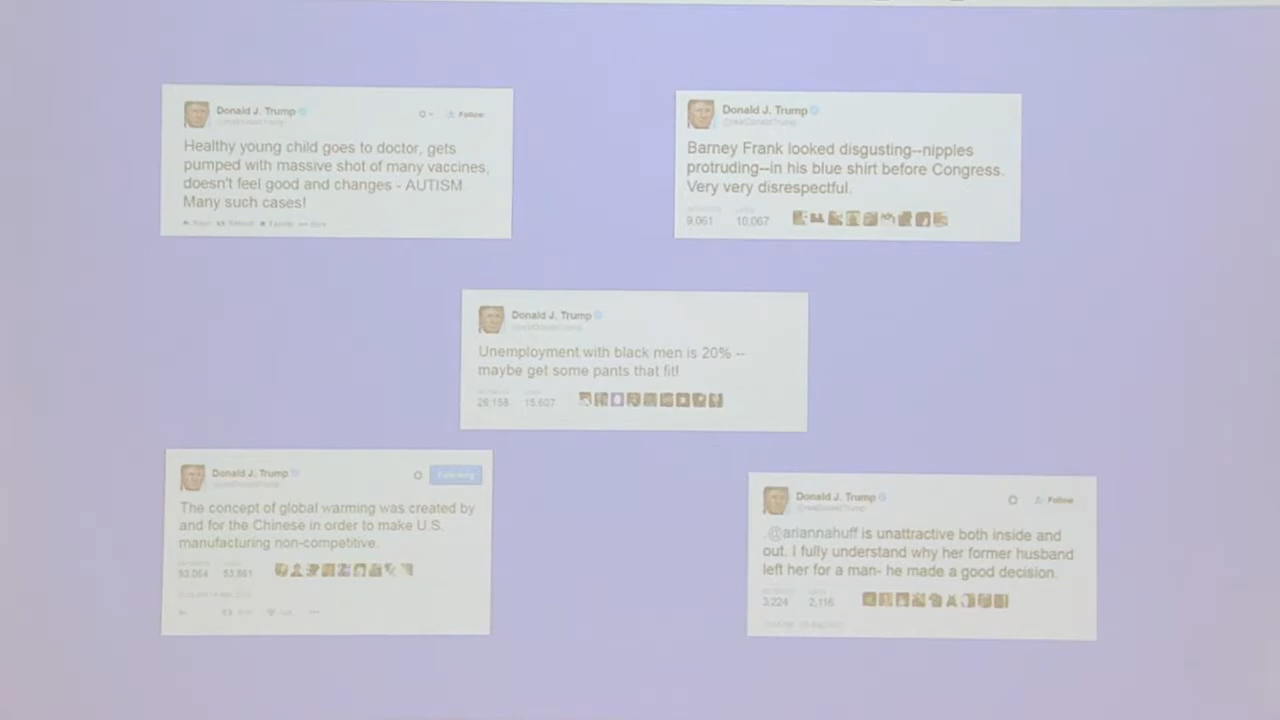 Donald J. Trump
Follow
Healthy young child goes to doctor, gets
pumped with massive shot of many vaccines,
doesn't feel good and changes - AUTISM.
Many such cases!
Donald J. Trump
@realDonaldTrump
Barney Frank looked disgusting--nipples
protruding--in his blue shirt before Congress.
Very very disrespectful.
9,061 10,067
Donald J. Trump
@realDonaldTrump
Unemployment with black men is 20% --
maybe get some pants that fit!
26,158 15,607
Donald J. Trump
Following
The concept of global warming was created by
and for the Chinese in order to make U.S.
manufacturing non-competitive.
Donald J. Trump
@realDonaldTrump
Follow
.@ariannahuff is unattractive both inside and
out. I fully understand why her former husband
left her for a man- he made a good decision.
3,224 2,116